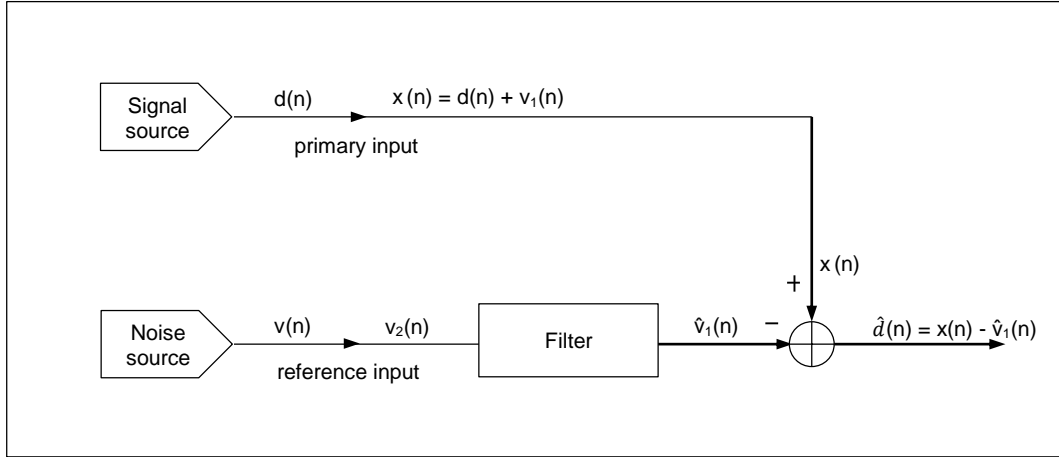 Signal
source
d(n)
x (n) = d(n) + v₁(n)
primary input
x (n)
+
Noise
source
v(n)
v₂(n)
reference input
Filter
v̂₁(n)
−
d̂(n) = x(n) - v̂₁(n)